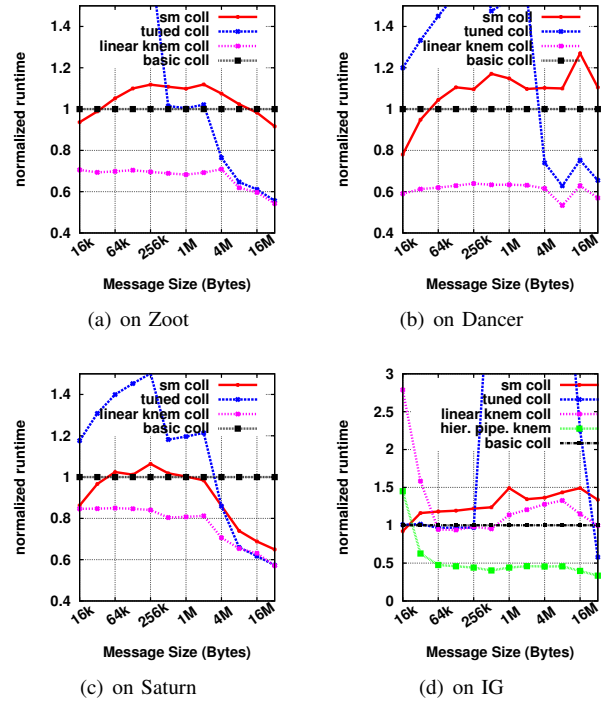 sm coll
tuned coll
linear knem coll
basic coll
normalized runtime
1.4
1.2
1
0.8
0.6
0.4
16k
64k
256k
1M
4M
16M
Message Size (Bytes)
(a) on Zoot
sm coll
tuned coll
linear knem coll
basic coll
normalized runtime
1.4
1.2
1
0.8
0.6
0.4
16k
64k
256k
1M
4M
16M
Message Size (Bytes)
(b) on Dancer
sm coll
tuned coll
linear knem coll
basic coll
normalized runtime
1.4
1.2
1
0.8
0.6
0.4
16k
64k
256k
1M
4M
16M
Message Size (Bytes)
(c) on Saturn
sm coll
tuned coll
linear knem coll
hier. pipe. knem
basic coll
normalized runtime
3
2.5
2
1.5
1
0.5
0
16k
64k
256k
1M
4M
16M
Message Size (Bytes)
(d) on IG